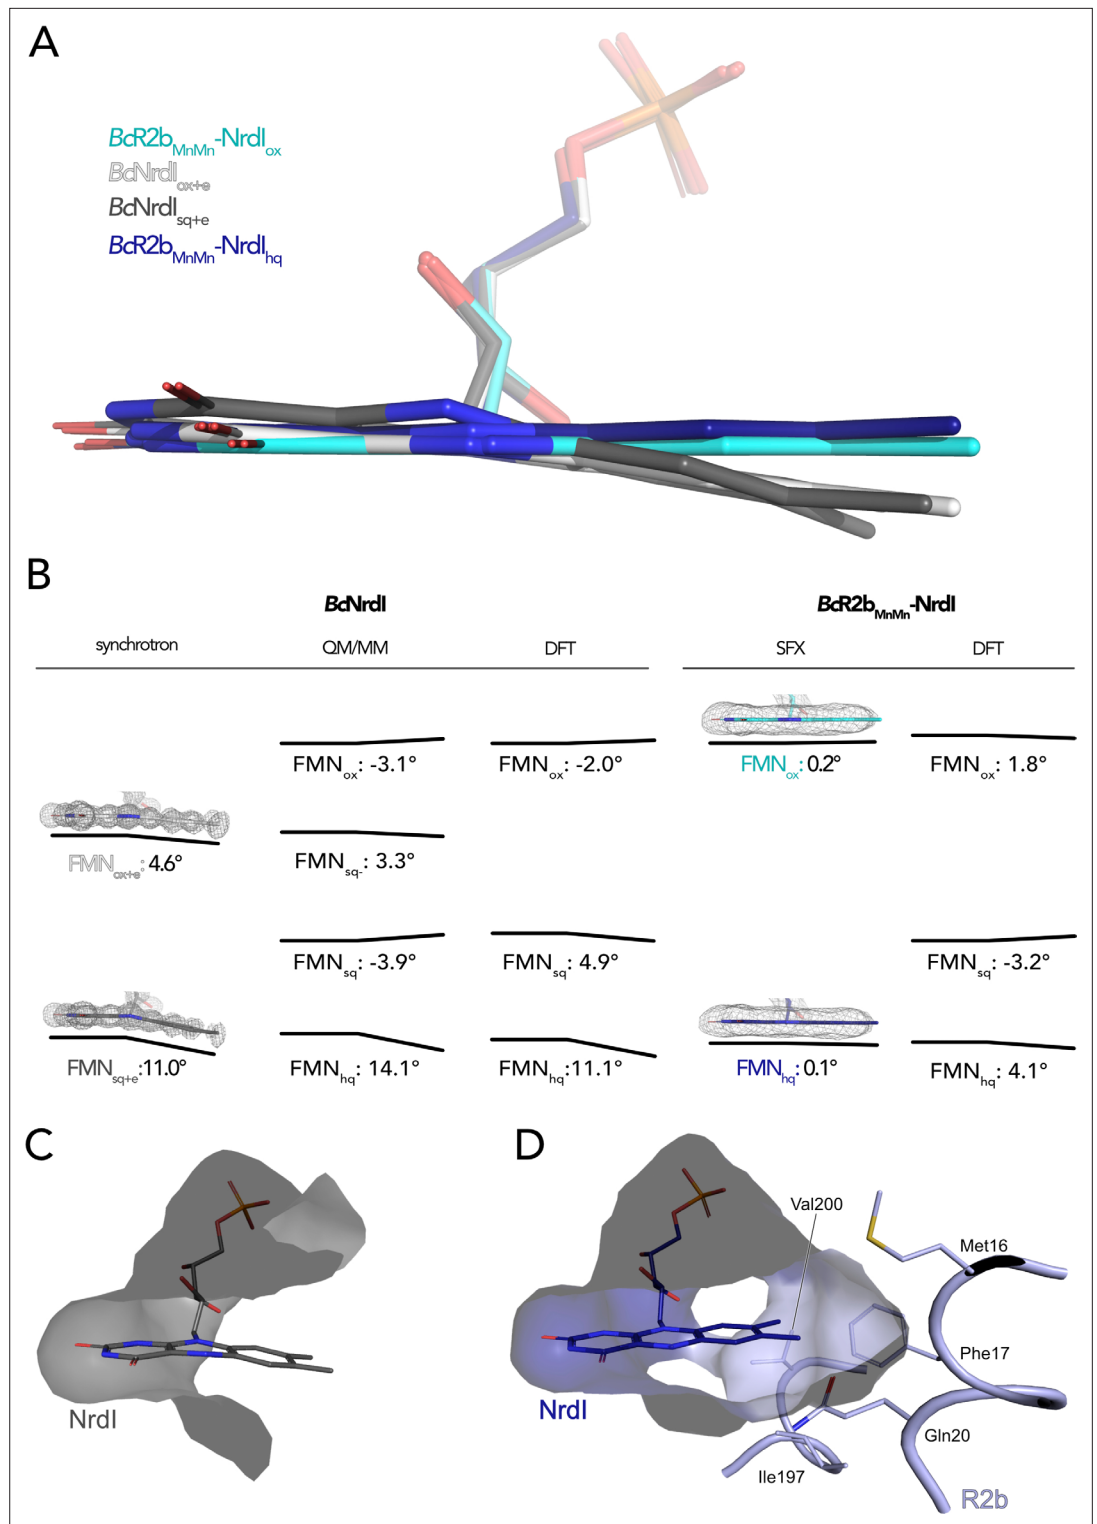 A
BcR2bMnMn-NrdIox
BcNrdIox+e
BcNrdIsq+e
BcR2bMnMn-NrdIhq
B
BcNrdI
BcR2bMnMn-NrdI
synchrotron QM/MM DFT SFX DFT
FMNox: -3.1° FMNox: -2.0° FMNox: 0.2° FMNox: 1.8°
FMNox+e: 4.6° FMNsq-: 3.3°
FMNsq: -3.9° FMNsq: 4.9° FMNsq: -3.2°
FMNsq+e:11.0° FMNhq: 14.1° FMNhq:11.1° FMNhq: 0.1° FMNhq: 4.1°
C
NrdI
D
Val200
Met16
Phe17
NrdI
Gln20
Ile197
R2b